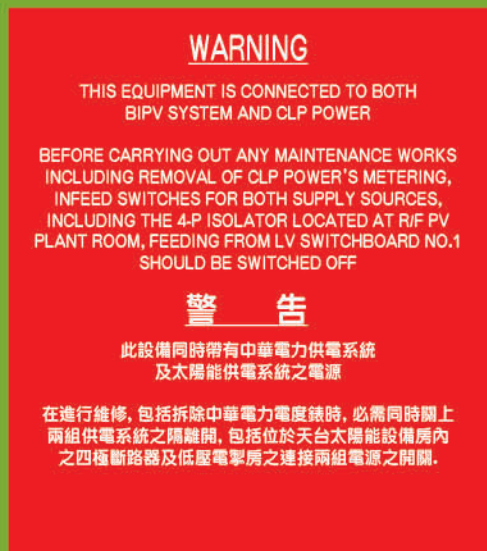 WARNING
THIS EQUIPMENT IS CONNECTED TO BOTH
BIPV SYSTEM AND CLP POWER
BEFORE CARRYING OUT ANY MAINTENANCE WORKS
INCLUDING REMOVAL OF CLP POWER'S METERING,
INFEED SWITCHES FOR BOTH SUPPLY SOURCES,
INCLUDING THE 4-P ISOLATOR LOCATED AT R/F PV
PLANT ROOM, FEEDING FROM LV SWITCHBOARD NO.1
SHOULD BE SWITCHED OFF
警 告
此設備同時帶有中華電力供電系統
及太陽能供電系統之電源
在進行維修, 包括拆除中華電力電度錶時, 必需同時關上
兩組供電系統之隔離開, 包括位於天台太陽能設備房內
之四極斷路器及低壓電掣房之連接兩組電源之開關.